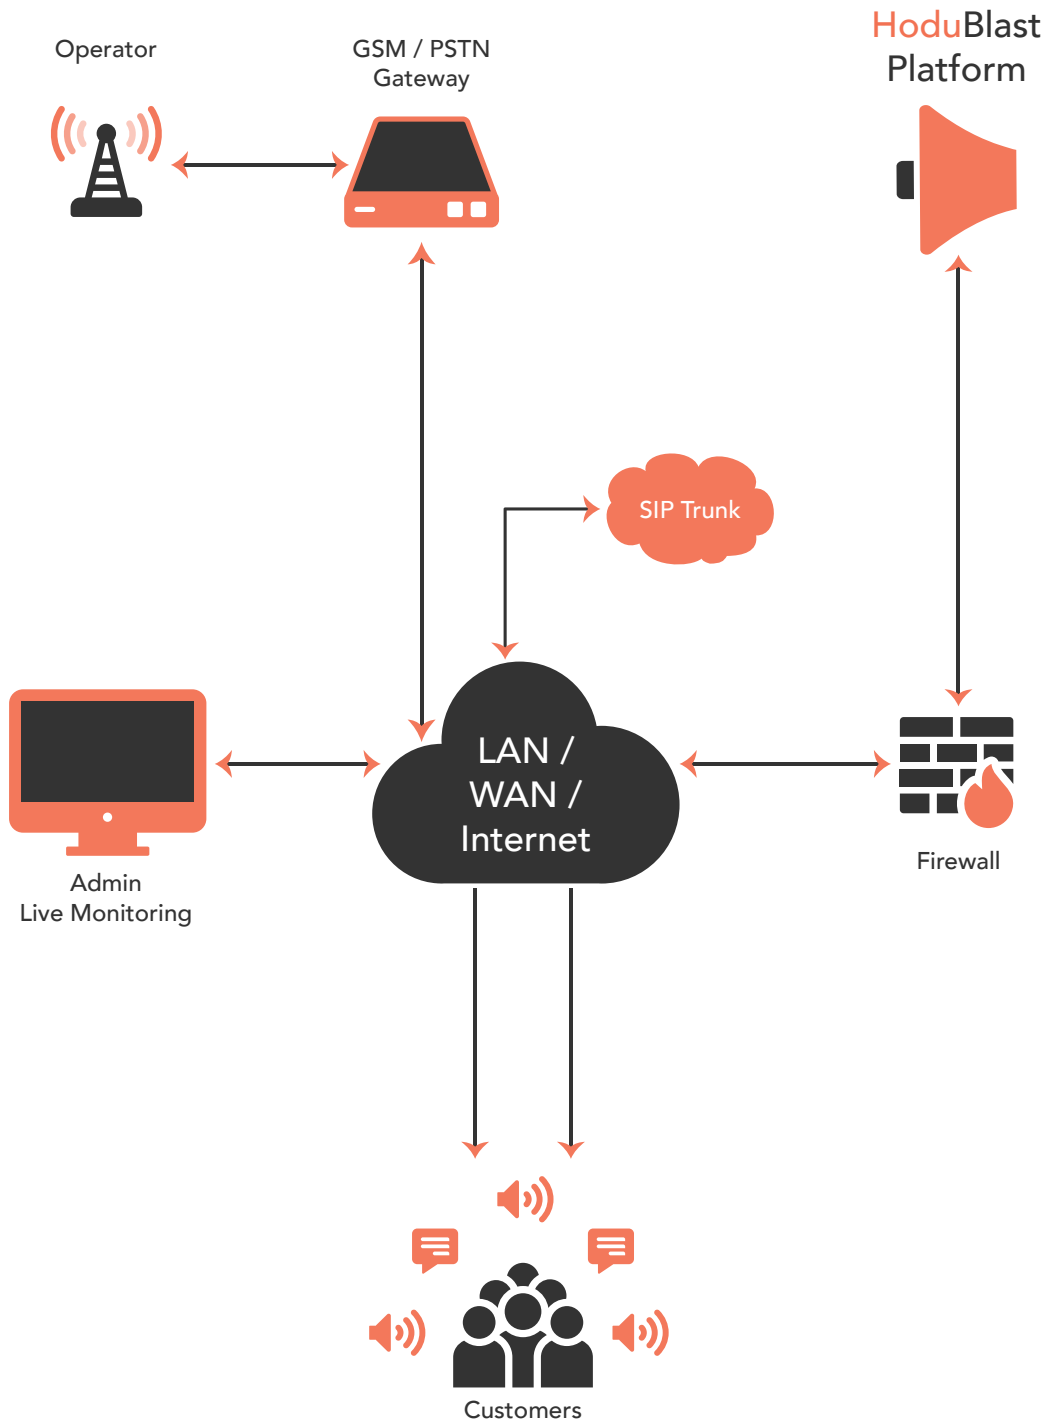 Operator
GSM / PSTN
Gateway
HoduBlast
Platform
SIP Trunk
LAN /
WAN /
Internet
Admin
Live Monitoring
Firewall
Customers